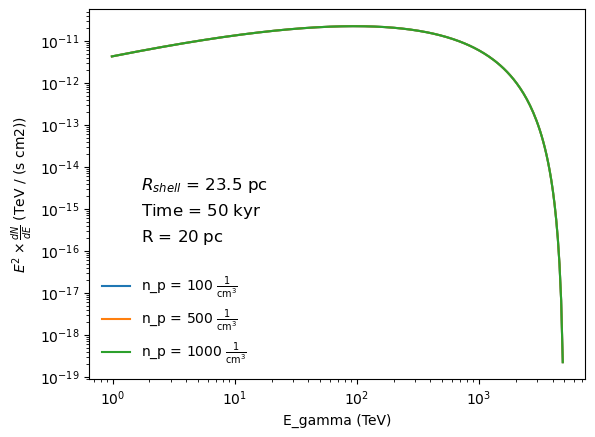 10⁻¹¹
10⁻¹²
10⁻¹³
10⁻¹⁴
10⁻¹⁵
10⁻¹⁶
10⁻¹⁷
10⁻¹⁸
10⁻¹⁹
E² × dN/dE (TeV / (s cm2))
R_shell = 23.5 pc
Time = 50 kyr
R = 20 pc
n_p = 100 1/cm³
n_p = 500 1/cm³
n_p = 1000 1/cm³
10⁰ 10¹ 10² 10³
E_gamma (TeV)